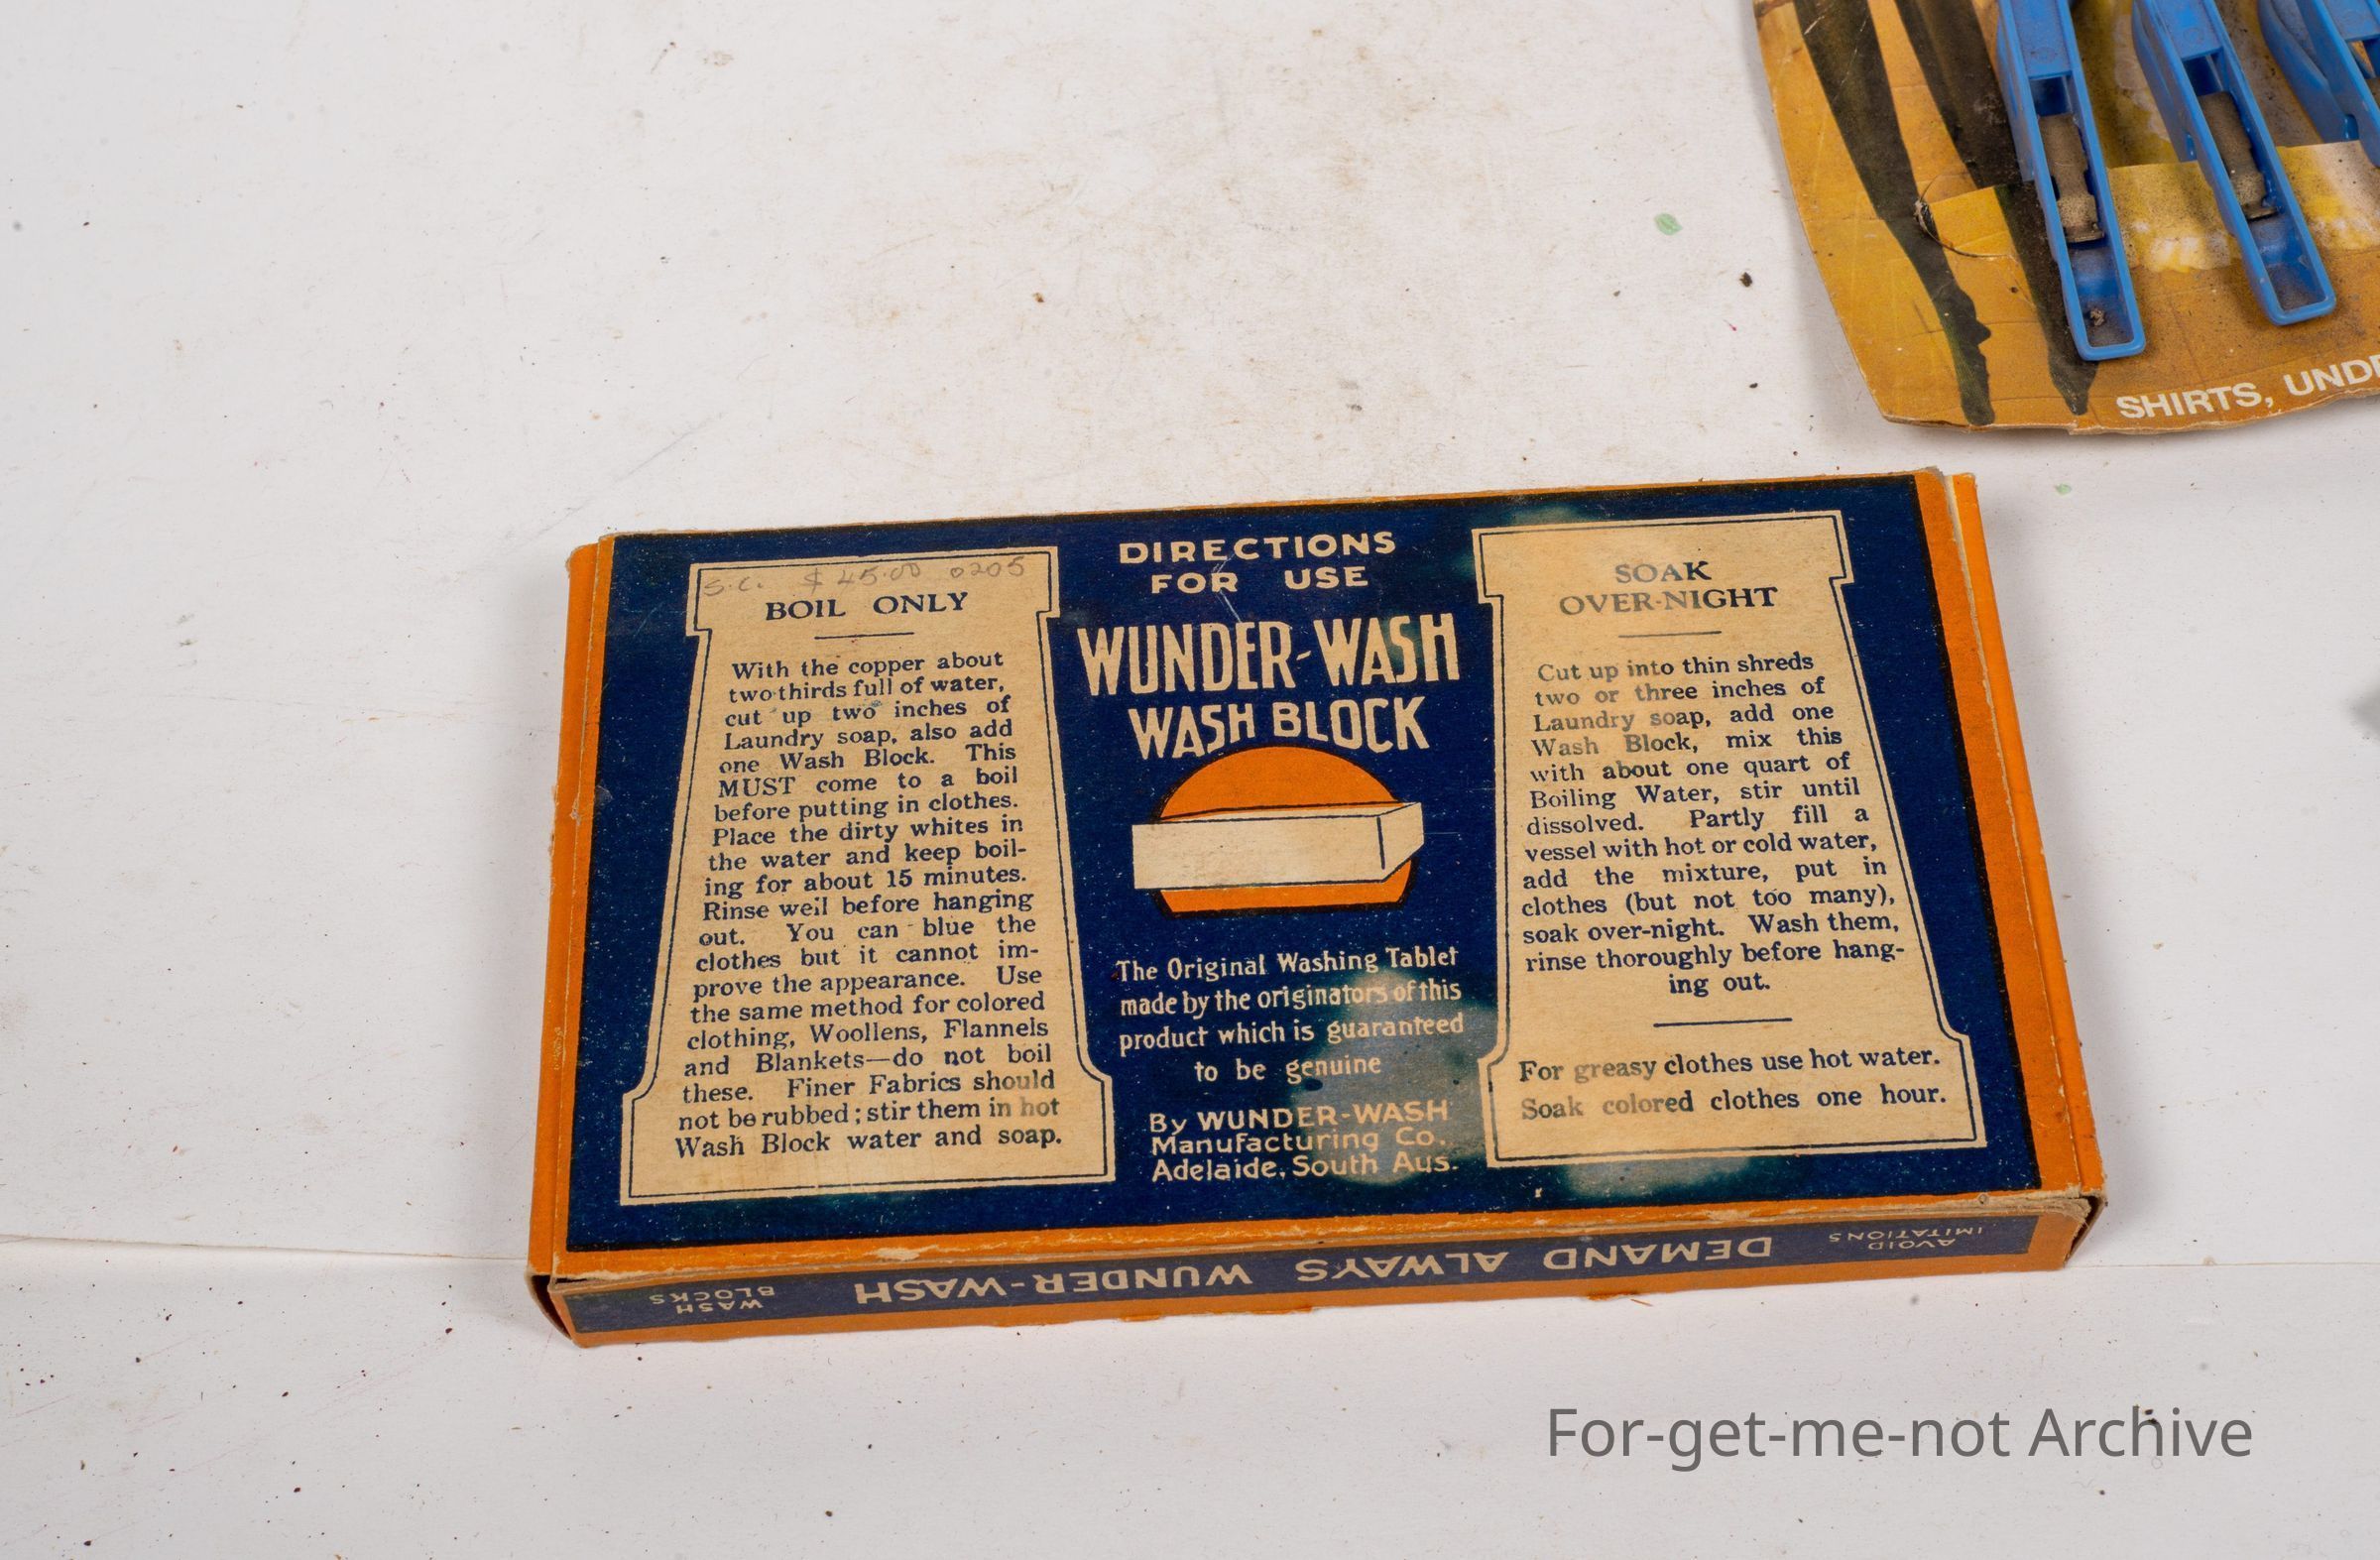 SHIRTS, UND
S.C. $45.00 0205
BOIL ONLY
With the copper about
two-thirds full of water,
cut up two inches of
Laundry soap, also add
one Wash Block. This
MUST come to a boil
before putting in clothes.
Place the dirty whites in
the water and keep boil-
ing for about 15 minutes.
Rinse well before hanging
out. You can blue the
clothes but it cannot im-
prove the appearance. Use
the same method for colored
clothing, Woollens, Flannels
and Blankets—do not boil
these. Finer Fabrics should
not be rubbed; stir them in hot
Wash Block water and soap.
DIRECTIONS
FOR USE
WUNDER-WASH
WASH BLOCK
The Original Washing Tablet
made by the originators of this
product which is guaranteed
to be genuine
By WUNDER-WASH
Manufacturing Co.
Adelaide, South Aus.
SOAK
OVER-NIGHT
Cut up into thin shreds
two or three inches of
Laundry soap, add one
Wash Block, mix this
with about one quart of
Boiling Water, stir until
dissolved. Partly fill a
vessel with hot or cold water,
add the mixture, put in
clothes (but not too many),
soak over-night. Wash them,
rinse thoroughly before hang-
ing out.
For greasy clothes use hot water.
Soak colored clothes one hour.
AVOID
IMITATIONS
DEMAND ALWAYS WUNDER-WASH
WASH
BLOCKS
For-get-me-not Archive